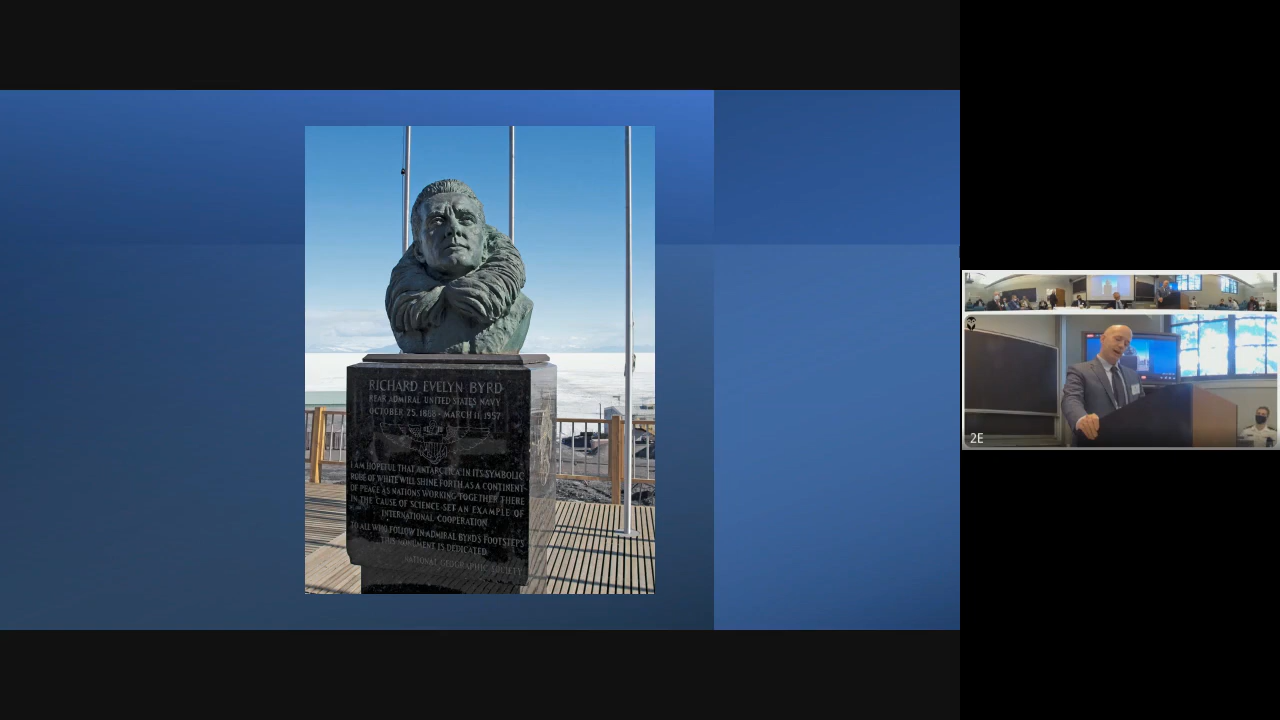 RICHARD EVELYN BYRD
REAR ADMIRAL UNITED STATES NAVY
OCTOBER 25, 1888 - MARCH 11, 1957
I AM HOPEFUL THAT ANTARCTICA IN ITS SYMBOLIC
ROBE OF WHITE WILL SHINE FORTH AS A CONTINENT
OF PEACE AS NATIONS WORKING TOGETHER THERE
IN THE CAUSE OF SCIENCE SET AN EXAMPLE OF
INTERNATIONAL COOPERATION
TO ALL WHO FOLLOW IN ADMIRAL BYRD'S FOOTSTEPS
THIS MONUMENT IS DEDICATED
NATIONAL GEOGRAPHIC SOCIETY
2E